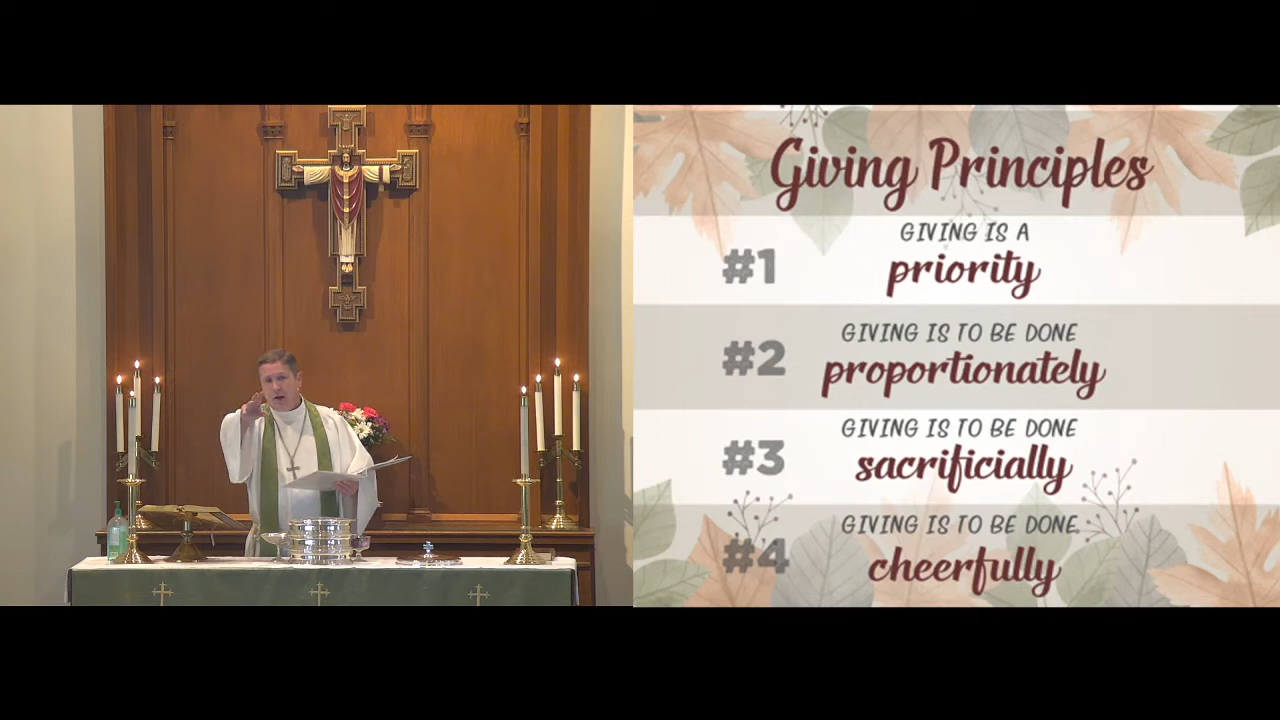 Giving Principles
#1
GIVING IS A
priority
#2
GIVING IS TO BE DONE
proportionately
#3
GIVING IS TO BE DONE
sacrificially
#4
GIVING IS TO BE DONE
cheerfully